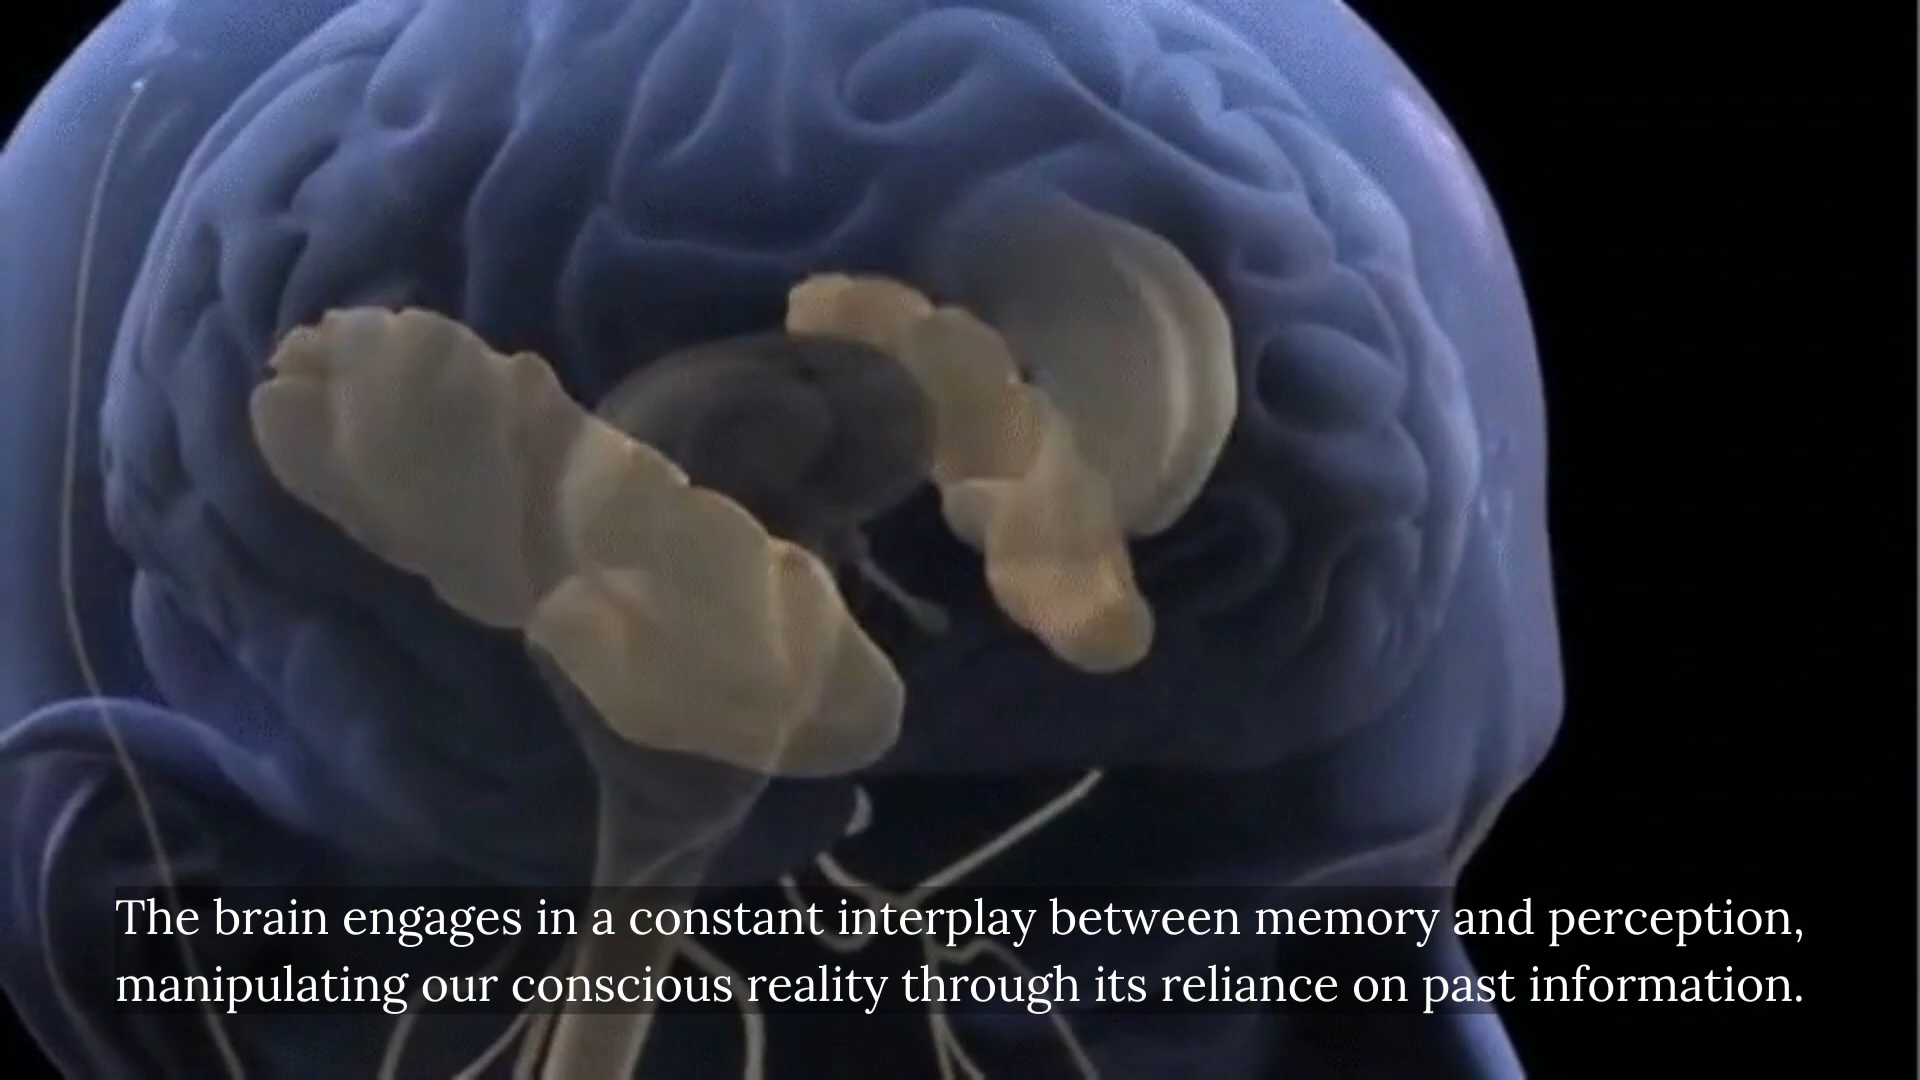 The brain engages in a constant interplay between memory and perception,
manipulating our conscious reality through its reliance on past information.